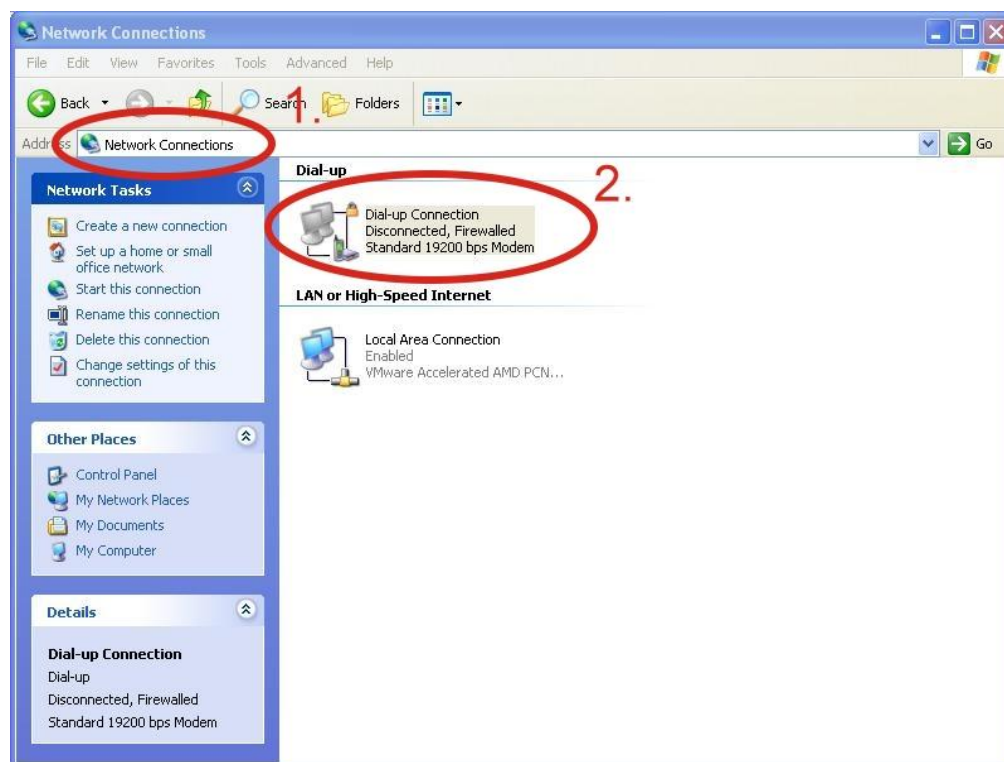 Network Connections
File Edit View Favorites Tools Advanced Help
Back Search Folders
1.
Address Network Connections Go
Network Tasks
Create a new connection
Set up a home or small
office network
Start this connection
Rename this connection
Delete this connection
Change settings of this
connection
Other Places
Control Panel
My Network Places
My Documents
My Computer
Details
Dial-up Connection
Dial-up
Disconnected, Firewalled
Standard 19200 bps Modem
Dial-up
2.
Dial-up Connection
Disconnected, Firewalled
Standard 19200 bps Modem
LAN or High-Speed Internet
Local Area Connection
Enabled
VMware Accelerated AMD PCN...